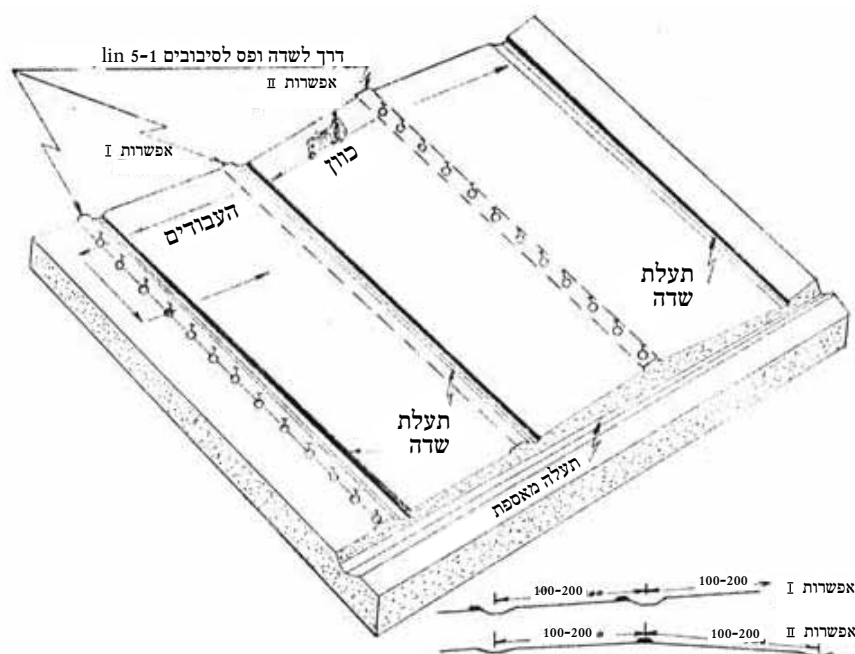 דרך לשדה ופס לסיבובים 5-1 lin
אפשרות II
אפשרות I
כוון
העבודים
תעלת
שדה
תעלת
שדה
תעלה מאספת
100-200
100-200
אפשרות I
100-200
100-200
אפשרות II